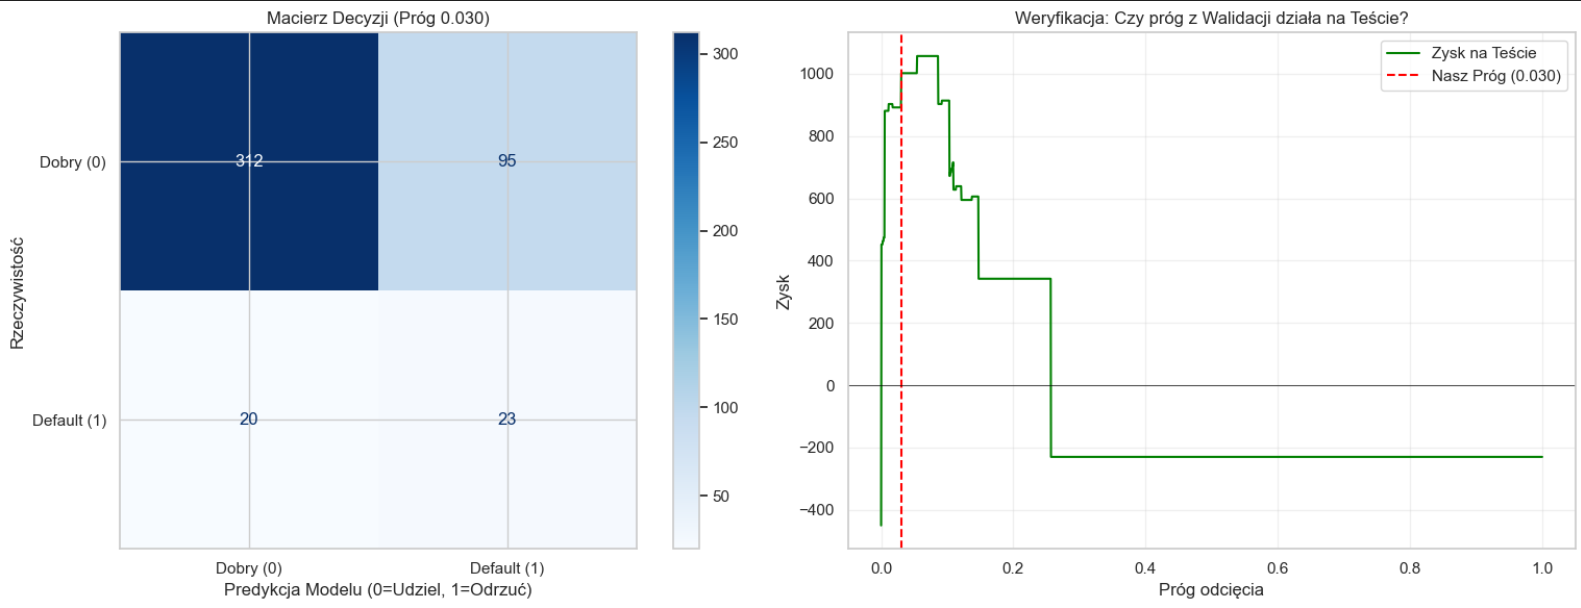 Macierz Decyzji (Próg 0.030)
Rzeczywistość
Dobry (0)
Default (1)
312
95
20
23
Dobry (0)
Default (1)
Predykcja Modelu (0=Udziel, 1=Odrzuć)
300
250
200
150
100
50
Weryfikacja: Czy próg z Walidacji działa na Teście?
Zysk na Teście
Nasz Próg (0.030)
Zysk
1000
800
600
400
200
0
−200
−400
0.0
0.2
0.4
0.6
0.8
1.0
Próg odcięcia